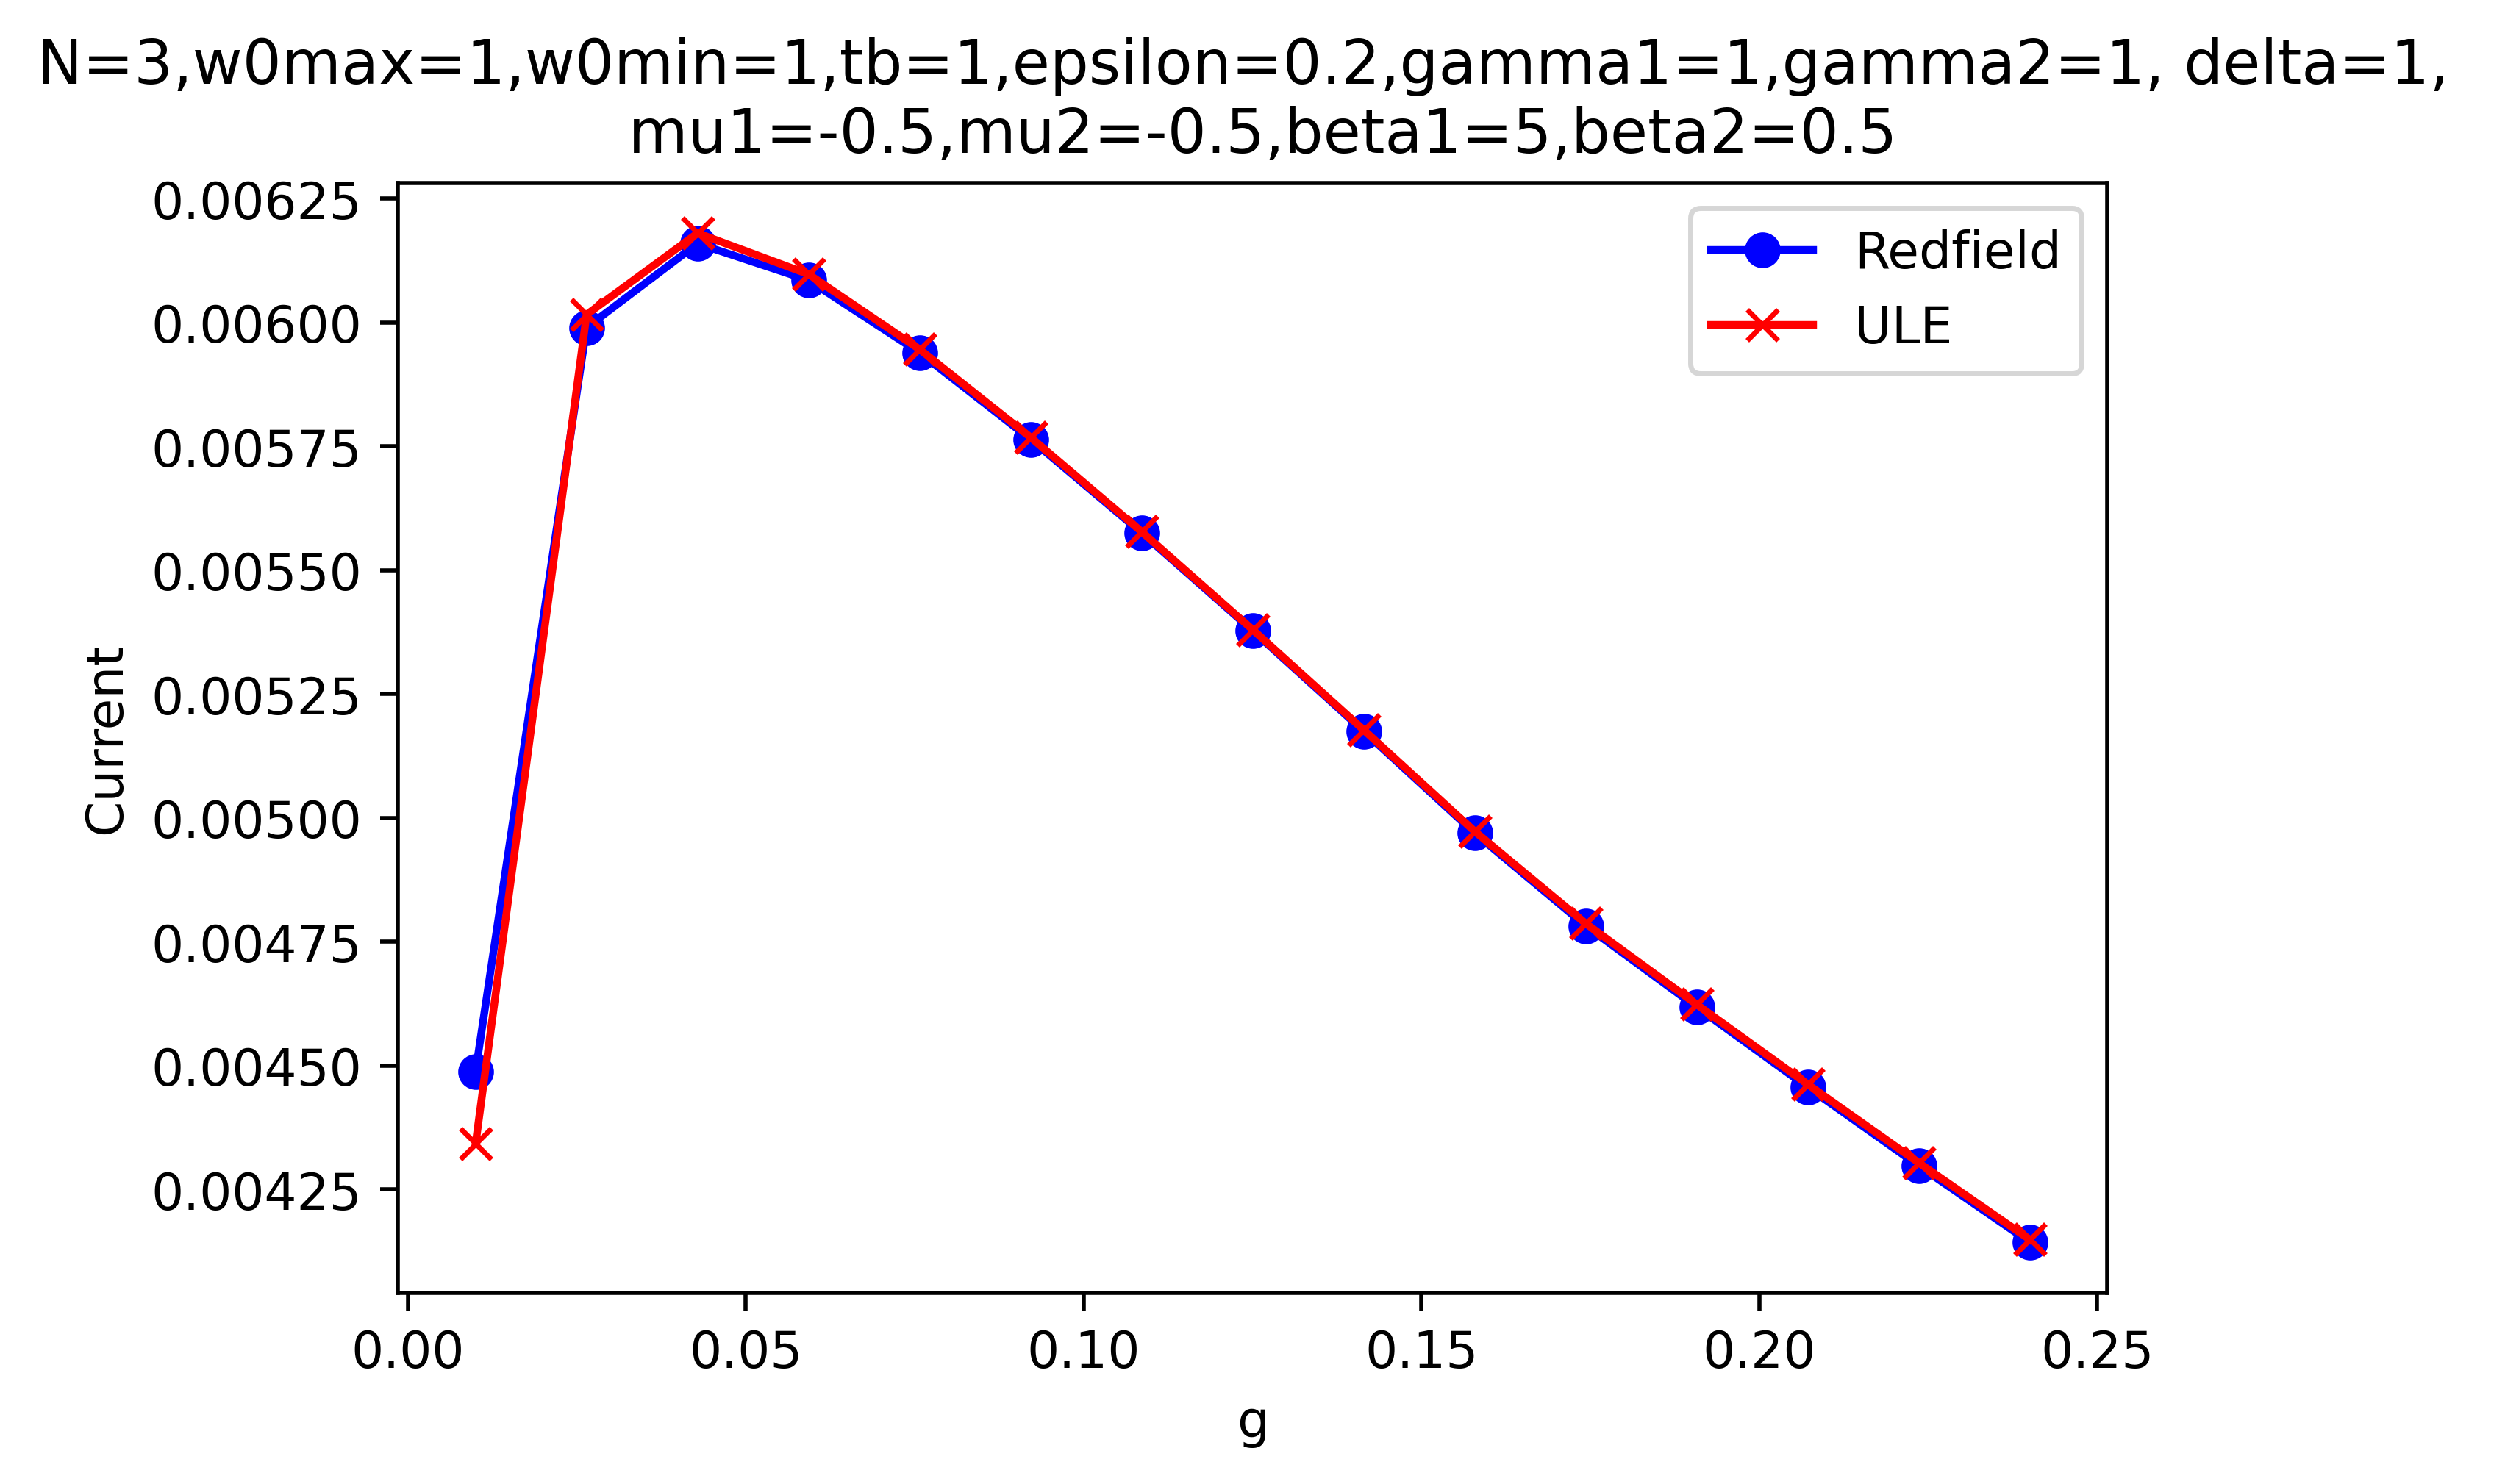 N=3,w0max=1,w0min=1,tb=1,epsilon=0.2,gamma1=1,gamma2=1, delta=1,
mu1=-0.5,mu2=-0.5,beta1=5,beta2=0.5
Redfield
ULE
0.00625
0.00600
0.00575
0.00550
0.00525
0.00500
0.00475
0.00450
0.00425
Current
0.00
0.05
0.10
0.15
0.20
0.25
g